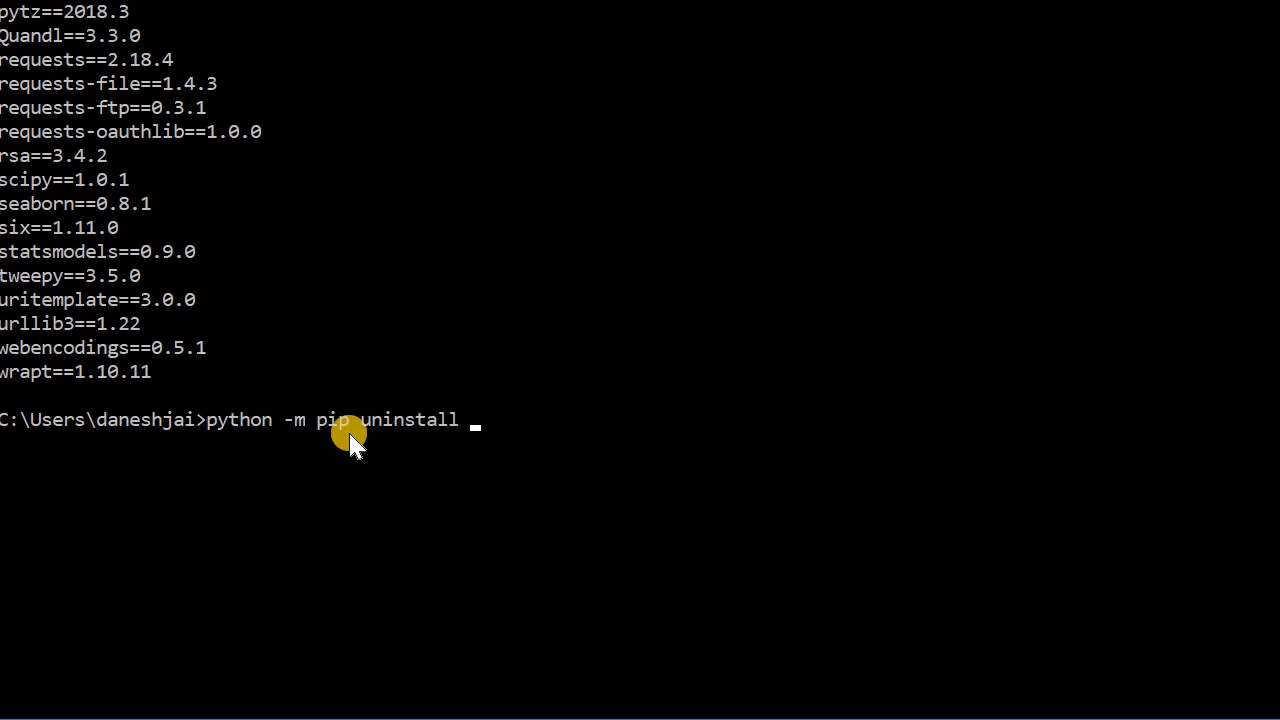 pytz==2018.3
Quandl==3.3.0
requests==2.18.4
requests-file==1.4.3
requests-ftp==0.3.1
requests-oauthlib==1.0.0
rsa==3.4.2
scipy==1.0.1
seaborn==0.8.1
six==1.11.0
statsmodels==0.9.0
tweepy==3.5.0
uritemplate==3.0.0
urllib3==1.22
webencodings==0.5.1
wrapt==1.10.11
C:\Users\daneshjai>python -m pip uninstall